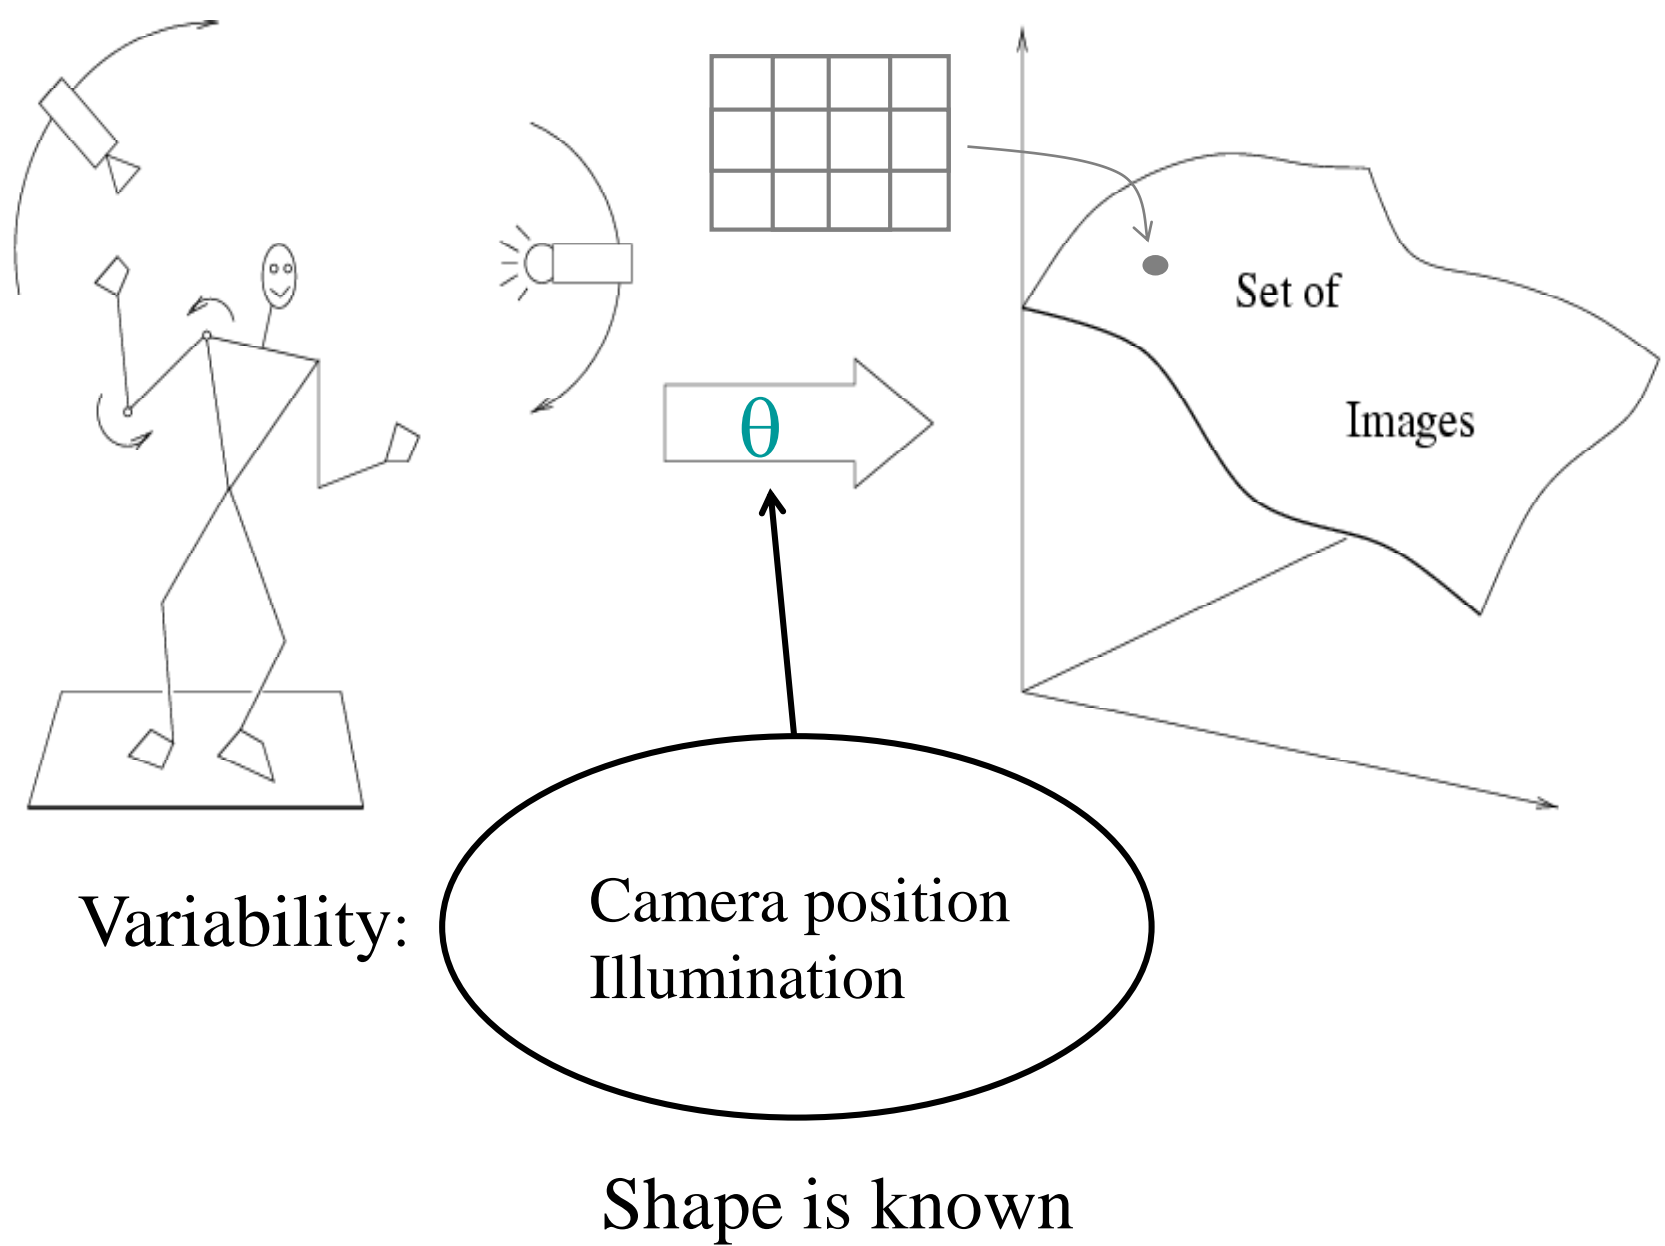 Set of
Images
θ
Variability:
Camera position
Illumination
Shape is known